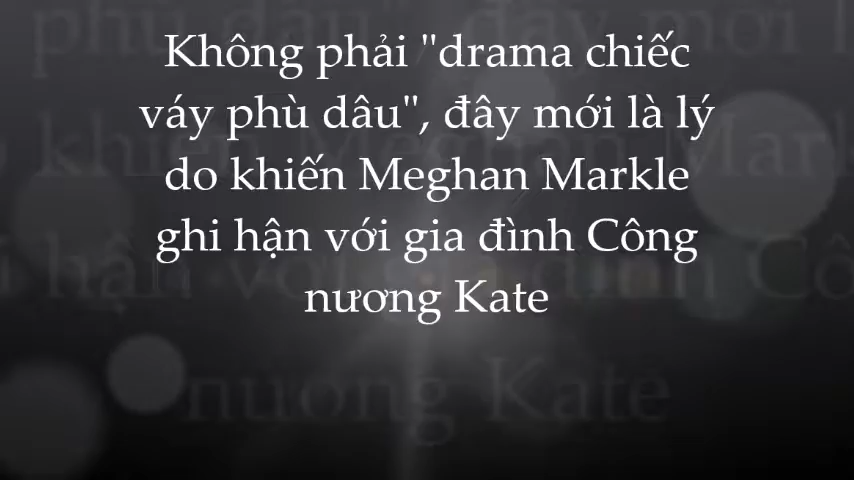 Không phải "drama chiếc
váy phù dâu", đây mới là lý
do khiến Meghan Markle
ghi hận với gia đình Công
nương Kate